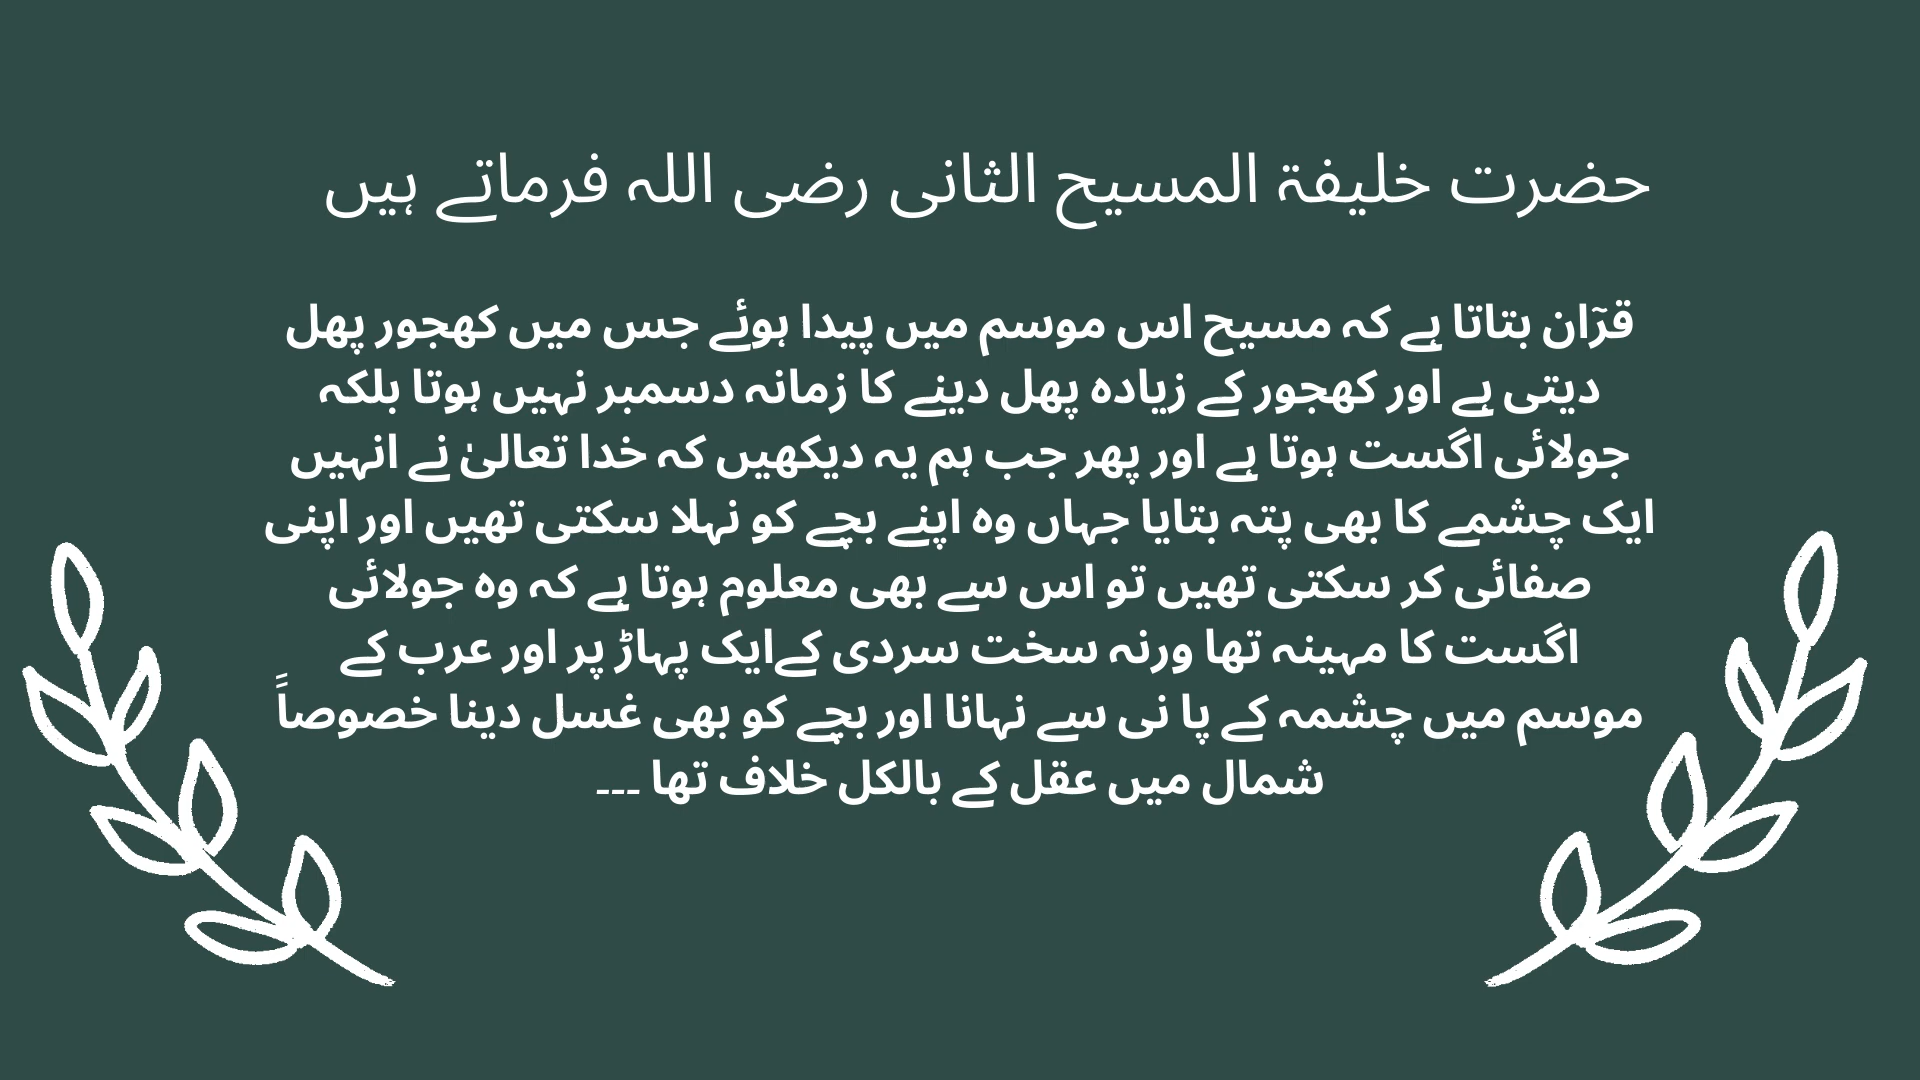 حضرت خلیفۃ المسیح الثانی رضی اللہ فرماتے ہیں
قرآن بتاتا ہے کہ مسیح اس موسم میں پیدا ہوئے جس میں کھجور پھل
دیتی ہے اور کھجور کے زیادہ پھل دینے کا زمانہ دسمبر نہیں ہوتا بلکہ
جولائی اگست ہوتا ہے اور پھر جب ہم یہ دیکھیں کہ خدا تعالیٰ نے انہیں
ایک چشمے کا بھی پتہ بتایا جہاں وہ اپنے بچے کو نہلا سکتی تھیں اور اپنی
صفائی کر سکتی تھیں تو اس سے بھی معلوم ہوتا ہے کہ وہ جولائی
اگست کا مہینہ تھا ورنہ سخت سردی کےایک پہاڑ پر اور عرب کے
موسم میں چشمہ کے پا نی سے نہانا اور بچے کو بھی غسل دینا خصوصاََ
شمال میں عقل کے بالکل خلاف تھا ۔۔۔